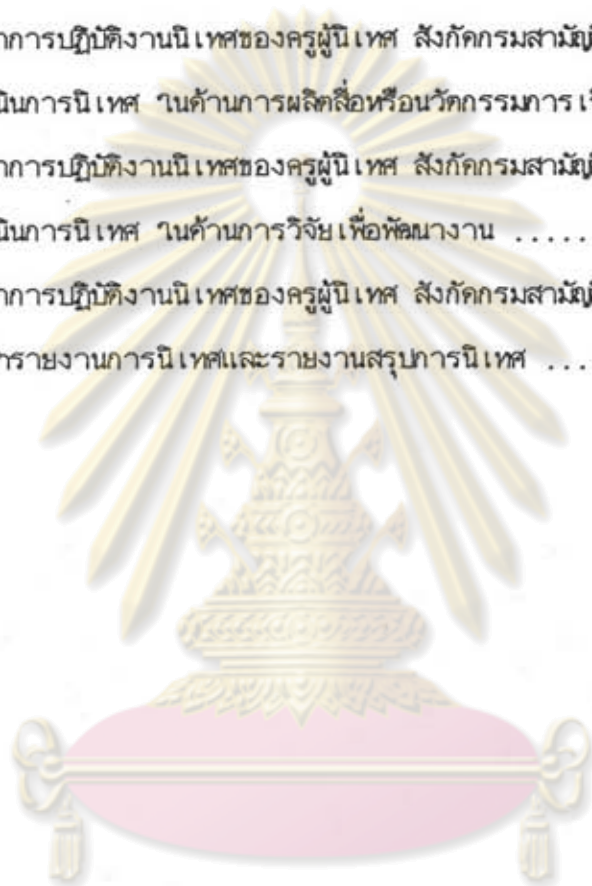 การปฏิบัติงานนิเทศของครูผู้นิเทศ สังกัดกรมสามัญ
นินการนิเทศ ในด้านการผลิตสื่อหรือนวัตกรรมการ
การปฏิบัติงานนิเทศของครูผู้นิเทศ สังกัดกรมสามัญ
นินการนิเทศ ในด้านการวิจัยเพื่อพัฒนางาน .....
การปฏิบัติงานนิเทศของครูผู้นิเทศ สังกัดกรมสามัญ
รายงานการนิเทศและรายงานสรุปการนิเทศ ....